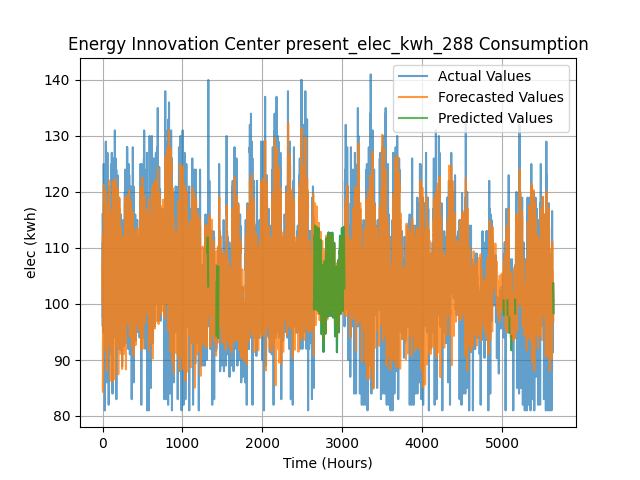 Energy Innovation Center present_elec_kwh_288 Consumption
Actual Values
Forecasted Values
Predicted Values
elec (kwh)
140
130
120
110
100
90
80
0 1000 2000 3000 4000 5000
Time (Hours)